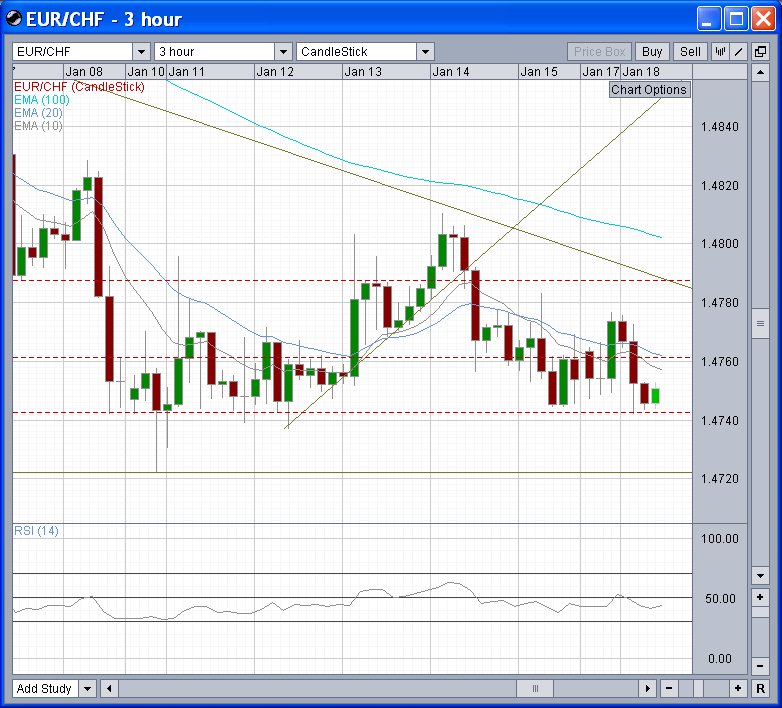 EUR/CHF - 3 hour
EUR/CHF 3 hour CandleStick Price Box Buy Sell
Jan 08 Jan 10 Jan 11 Jan 12 Jan 13 Jan 14 Jan 15 Jan 17 Jan 18
EUR/CHF (CandleStick)
Chart Options
EMA (100)
EMA (20)
EMA (10)
1.4840
1.4820
1.4800
1.4780
1.4760
1.4740
1.4720
RSI (14)
100.00
50.00
0.00
Add Study R